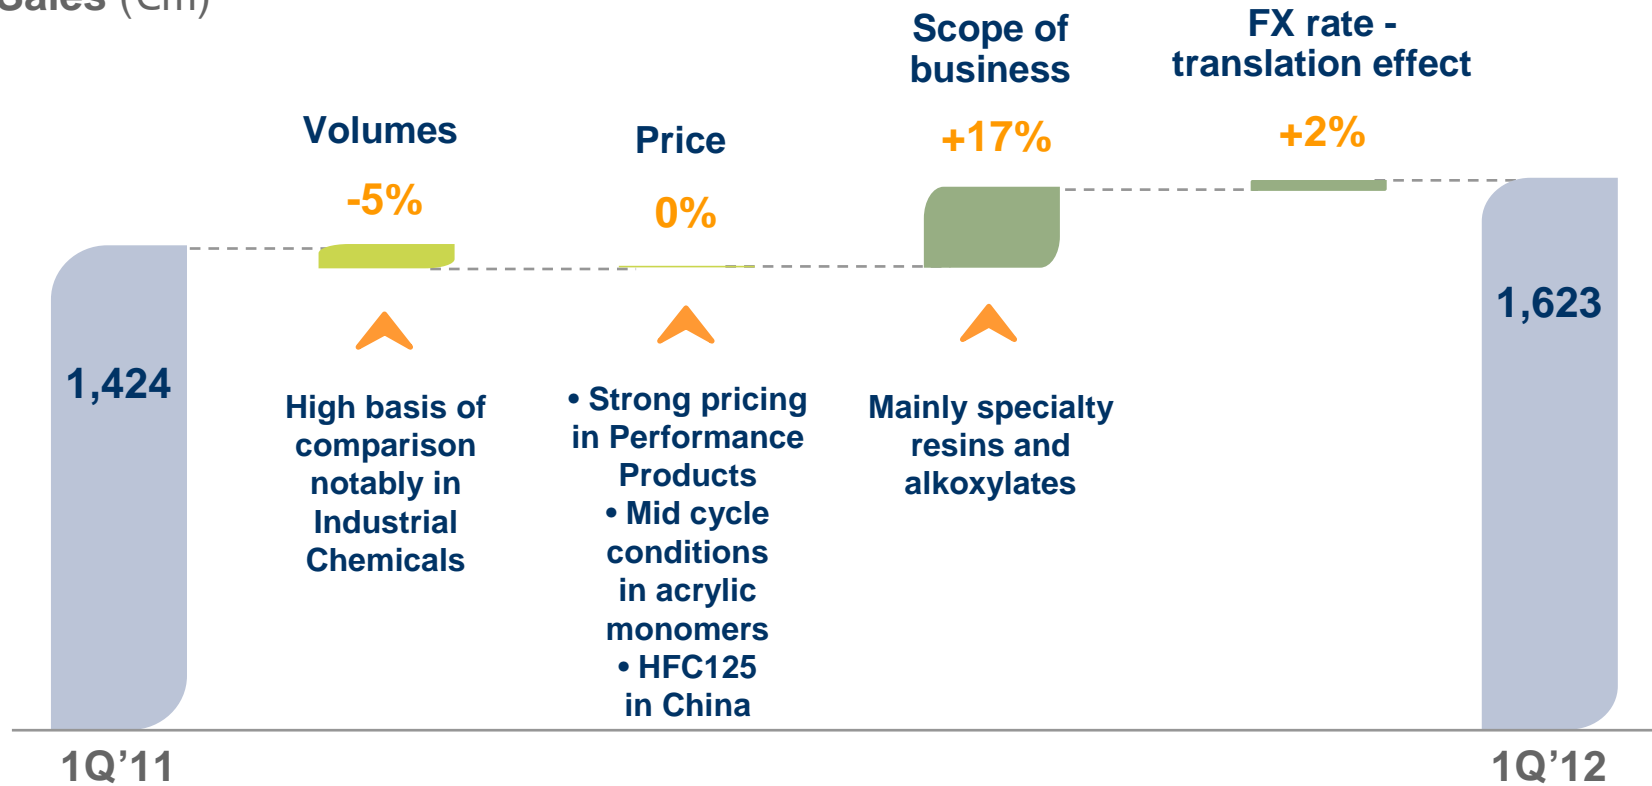 Sales (€m)
Scope of
business
+17%
FX rate -
translation effect
+2%
Volumes
-5%
Price
0%
1,424
1,623
High basis of
comparison
notably in
Industrial
Chemicals
• Strong pricing
in Performance
Products
• Mid cycle
conditions
in acrylic
monomers
• HFC125
in China
Mainly specialty
resins and
alkoxylates
1Q’11
1Q’12